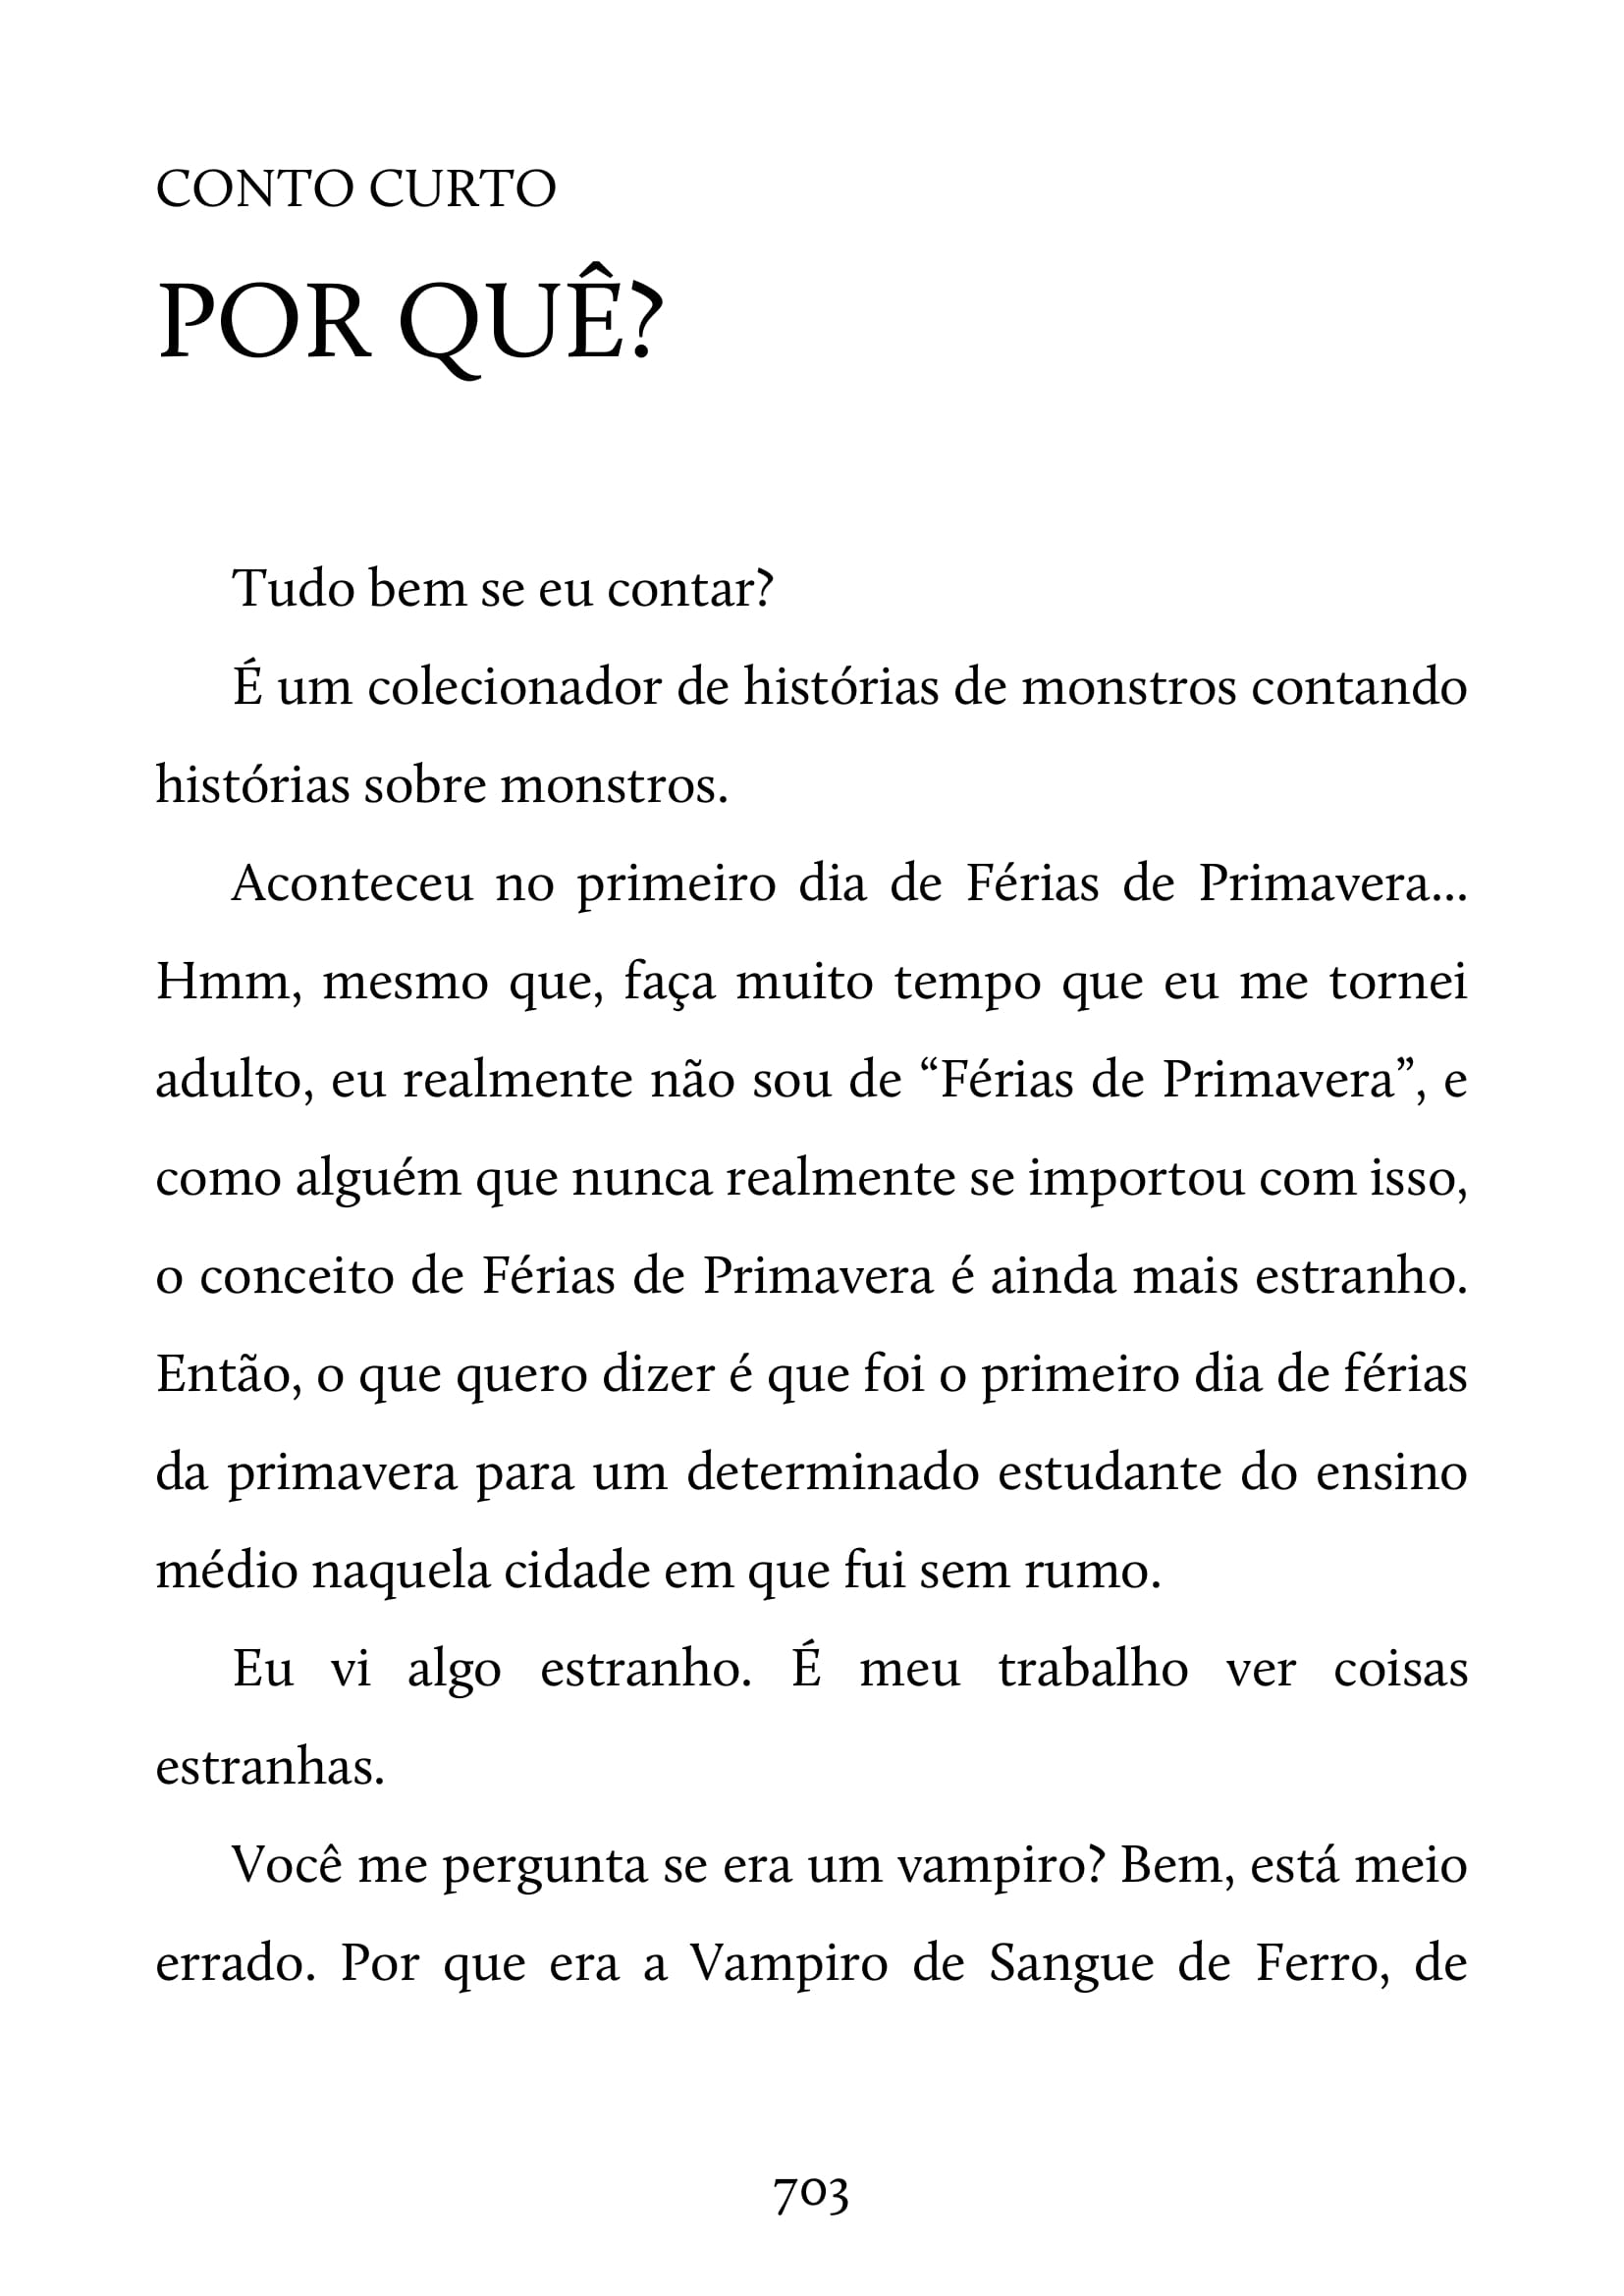 CONTO CURTO
POR QUÊ?
Tudo bem se eu contar?
É um colecionador de histórias de monstros contando
histórias sobre monstros.
Aconteceu no primeiro dia de Férias de Primavera...
Hmm, mesmo que, faça muito tempo que eu me tornei
adulto, eu realmente não sou de “Férias de Primavera”, e
como alguém que nunca realmente se importou com isso,
o conceito de Férias de Primavera é ainda mais estranho.
Então, o que quero dizer é que foi o primeiro dia de férias
da primavera para um determinado estudante do ensino
médio naquela cidade em que fui sem rumo.
Eu vi algo estranho. É meu trabalho ver coisas
estranhas.
Você me pergunta se era um vampiro? Bem, está meio
errado. Por que era a Vampiro de Sangue de Ferro, de
703